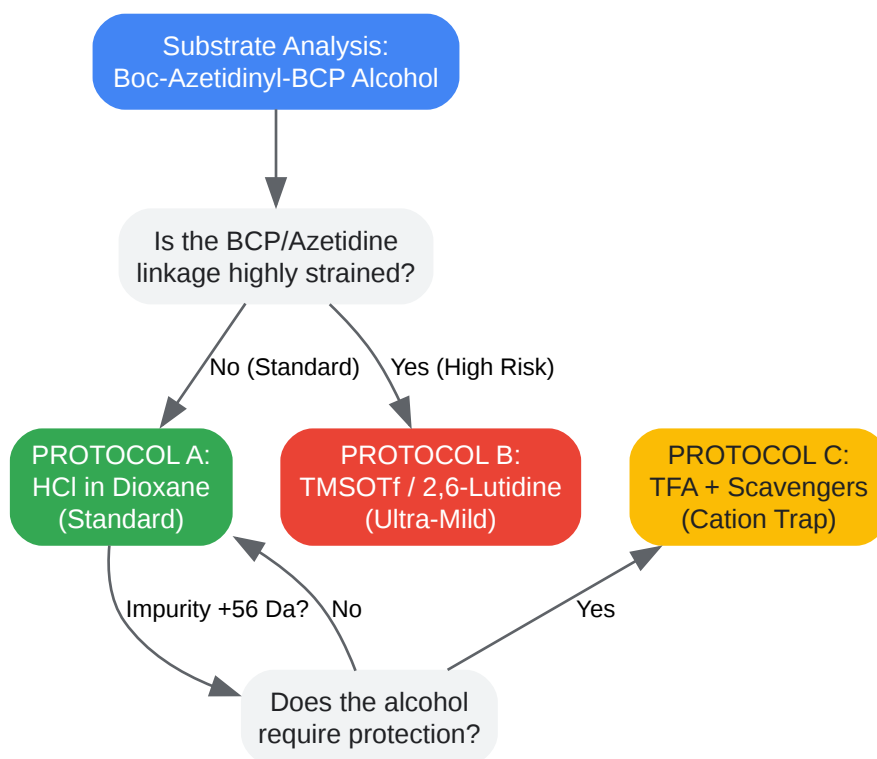 Substrate Analysis:
Boc-Azetidinyl-BCP Alcohol
Is the BCP/Azetidine
linkage highly strained?
No (Standard)
Yes (High Risk)
PROTOCOL A:
HCl in Dioxane
(Standard)
PROTOCOL B:
TMSOTf / 2,6-Lutidine
(Ultra-Mild)
PROTOCOL C:
TFA + Scavengers
(Cation Trap)
Impurity +56 Da?
No
Yes
Does the alcohol
require protection?